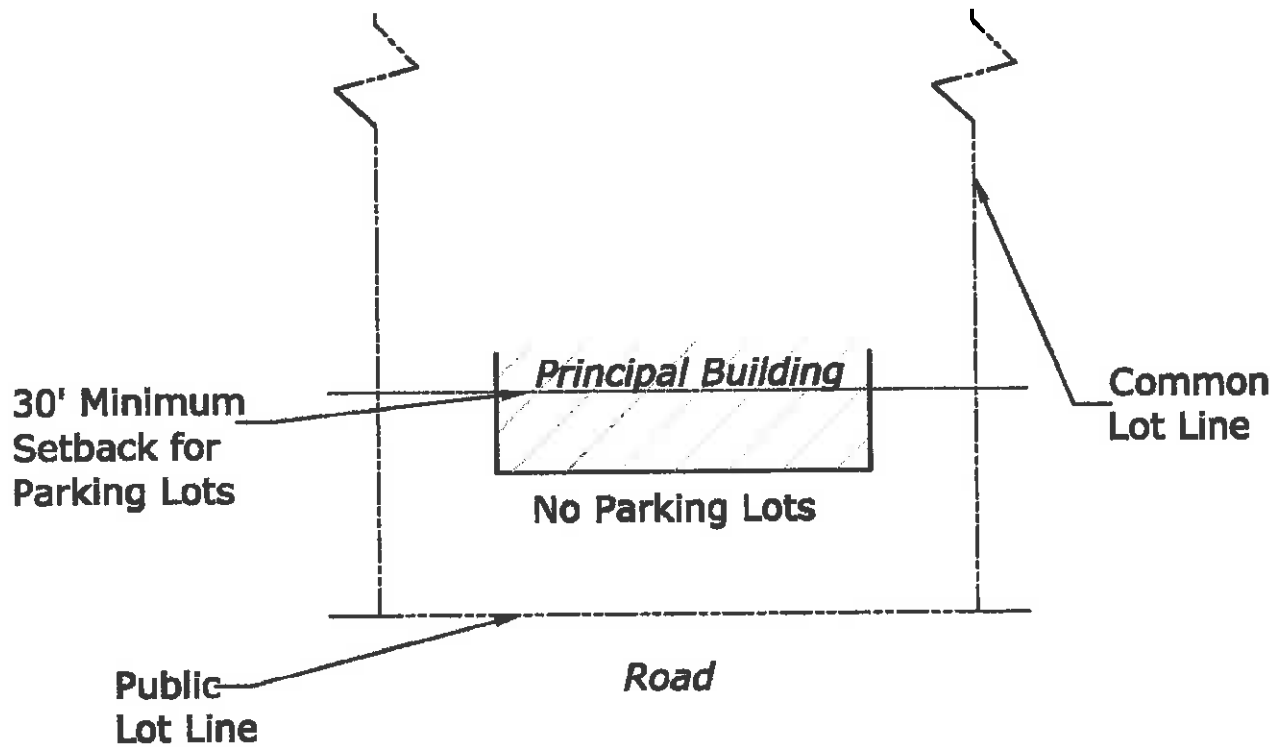 Principal Building
30' Minimum
Setback for
Parking Lots
Common
Lot Line
No Parking Lots
Road
Public
Lot Line